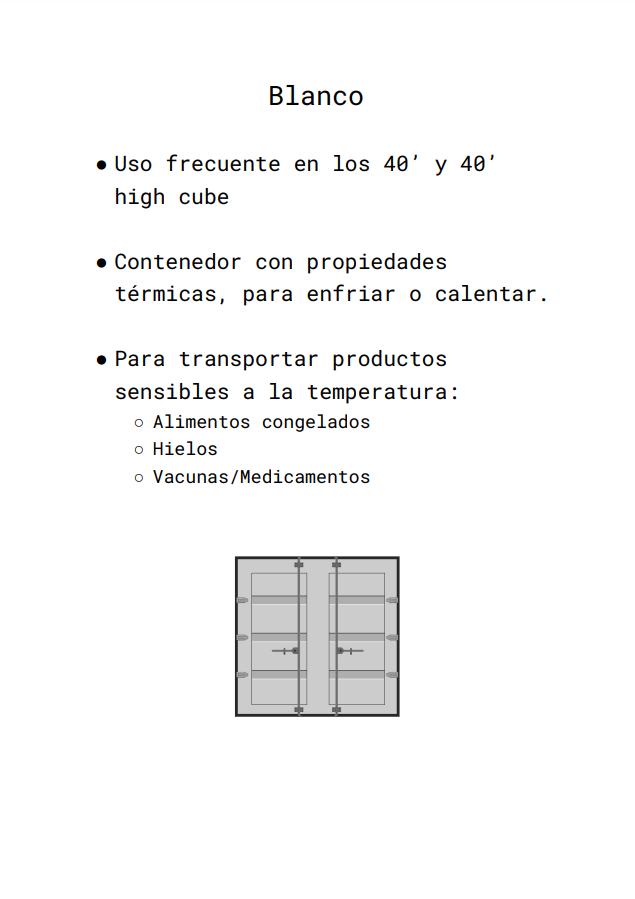 Blanco
● Uso frecuente en los 40’ y 40’
high cube
● Contenedor con propiedades
térmicas, para enfriar o calentar.
● Para transportar productos
sensibles a la temperatura:
○ Alimentos congelados
○ Hielos
○ Vacunas/Medicamentos